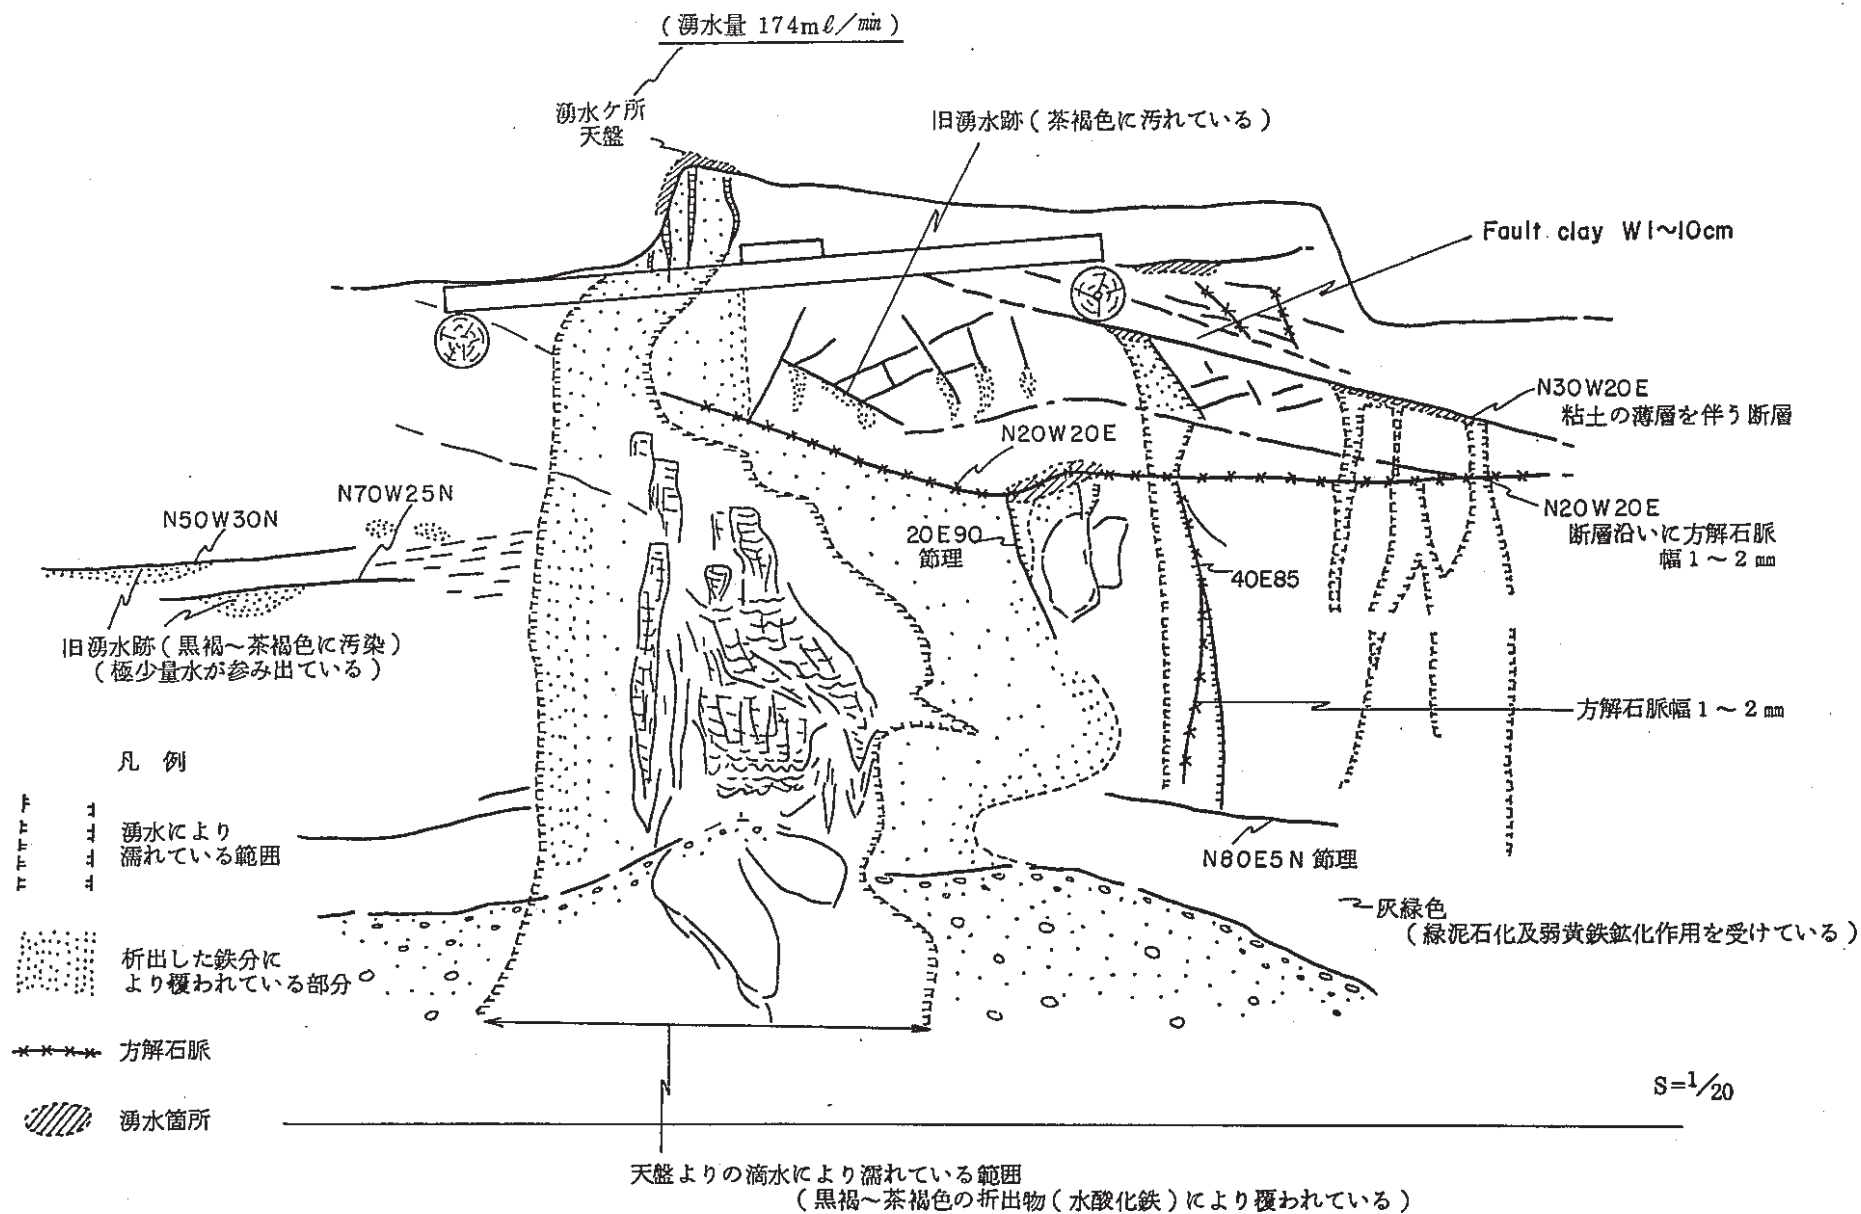 (湧水量 174mℓ/min)
湧水ケ所
天盤
旧湧水跡(茶褐色に汚れている)
Fault clay W1~10cm
N30W20E
粘土の薄層を伴う断層
N20W20E
N70W25N
N50W30N
20E90
節理
N20W20E
断層沿いに方解石脈
幅1~2㎜
40E85
旧湧水跡(黒褐~茶褐色に汚染)
(極少量水が参み出ている)
方解石脈幅1~2㎜
凡例
湧水により
濡れている範囲
N80E5N節理
灰緑色
(緑泥石化及弱黄鉄鉱化作用を受けている)
析出した鉄分に
より覆われている部分
方解石脈
湧水箇所
S=1/20
天盤よりの滴水により濡れている範囲
(黒褐~茶褐色の析出物(水酸化鉄)により覆われている)